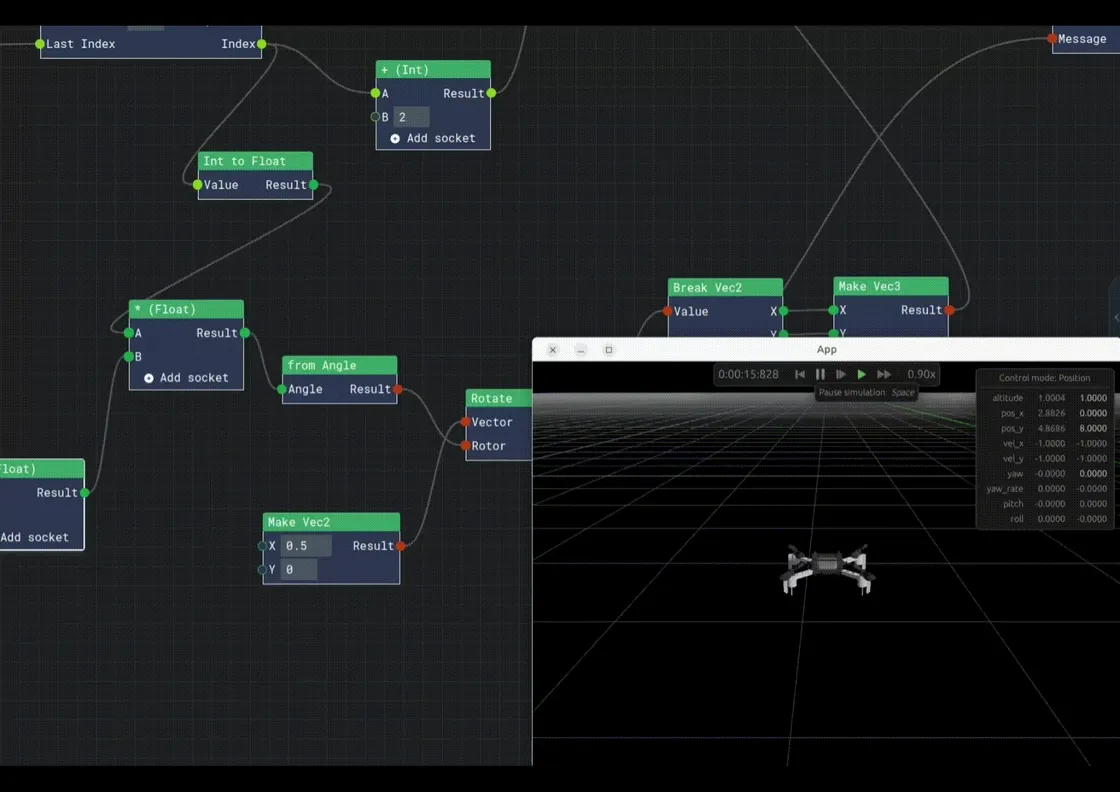 Last Index Index
Message
+ (Int)
A Result
B 2
Add socket
Int to Float
Value Result
* (Float)
A Result
B
Add socket
from Angle
Angle Result
Rotate
Vector
Rotor
Float)
Result
Add socket
Make Vec2
X 0.5 Result
Y 0
Break Vec2
Value X
Y
Make Vec3
X Result
Y
App
0:00:15:828 0.90x
Pause simulation Space
Control mode: Position
altitude 1.0004 1.0000
pos_x 2.8826 0.0000
pos_y 4.8686 8.0000
vel_x -1.0000 -1.0000
vel_y -1.0000 -1.0000
yaw -0.0000 0.0000
yaw_rate 0.0000 -0.0000
pitch -0.0000 0.0000
roll 0.0000 -0.0000